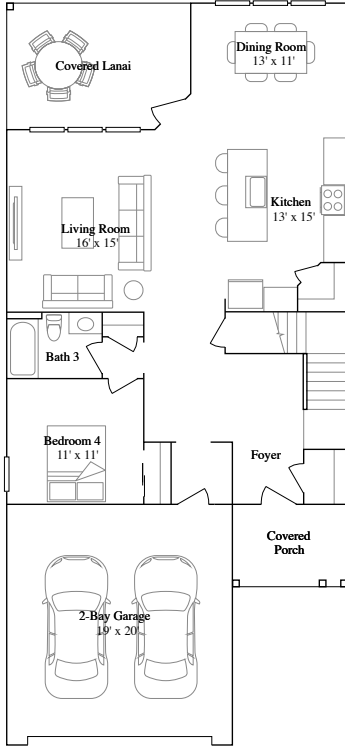 Dining Room
13' x 11'
Covered Lanai
Kitchen
13' x 15'
Living Room
16' x 15'
Bath 3
Bedroom 4
11' x 11'
Foyer
Covered
Porch
2-Bay Garage
19' x 20'